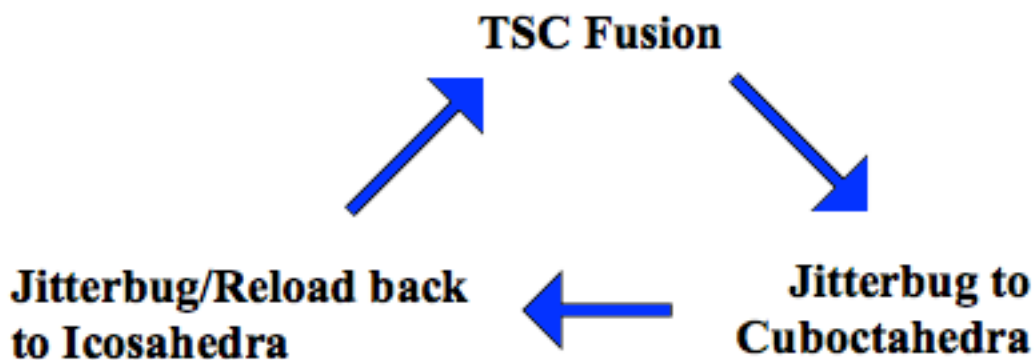 TSC Fusion
Jitterbug/Reload back
to Icosahedra
Jitterbug to
Cuboctahedra